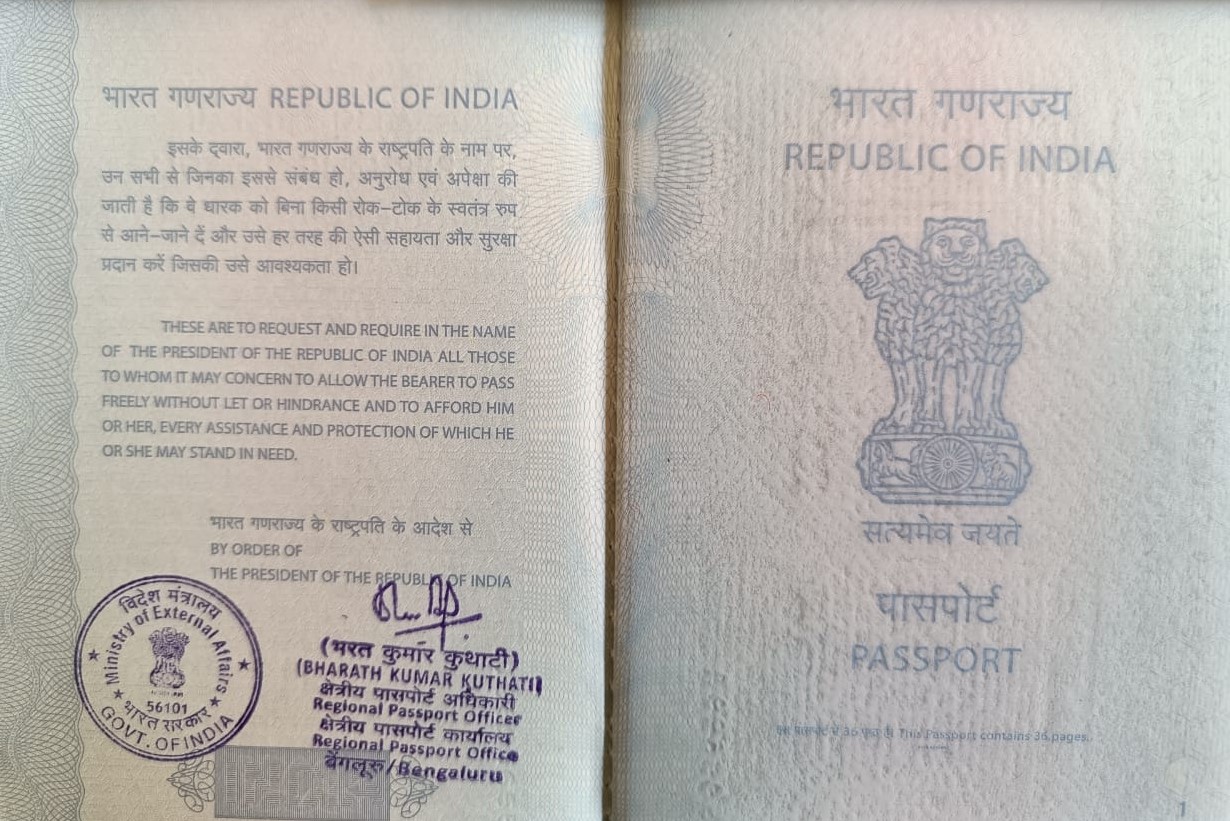 भारत गणराज्य REPUBLIC OF INDIA
इसके द्वारा, भारत गणराज्य के राष्ट्रपति के नाम पर,
उन सभी से जिनका इससे संबंध हो, अनुरोध एवं अपेक्षा की
जाती है कि वे धारक को बिना किसी रोक-टोक के स्वतंत्र रुप
से आने-जाने दें और उसे हर तरह की ऐसी सहायता और सुरक्षा
प्रदान करें जिसकी उसे आवश्यकता हो।
THESE ARE TO REQUEST AND REQUIRE IN THE NAME
OF THE PRESIDENT OF THE REPUBLIC OF INDIA ALL THOSE
TO WHOM IT MAY CONCERN TO ALLOW THE BEARER TO PASS
FREELY WITHOUT LET OR HINDRANCE AND TO AFFORD HIM
OR HER, EVERY ASSISTANCE AND PROTECTION OF WHICH HE
OR SHE MAY STAND IN NEED.
भारत गणराज्य के राष्ट्रपति के आदेश से
BY ORDER OF
THE PRESIDENT OF THE REPUBLIC OF INDIA
विदेश मंत्रालय
Ministry of External Affairs
56101
भारत सरकार
GOVT. OF INDIA
(भरत कुमार कुथाटी)
(BHARATH KUMAR KUTHATI)
क्षेत्रीय पासपोर्ट अधिकारी
Regional Passport Officer
क्षेत्रीय पासपोर्ट कार्यालय
Regional Passport Office
बेंगलूरू/Bengaluru
भारत गणराज्य
REPUBLIC OF INDIA
सत्यमेव जयते
पासपोर्ट
PASSPORT
इस पासपोर्ट में 36 पृष्ठ हैं। This Passport contains 36 pages.
1